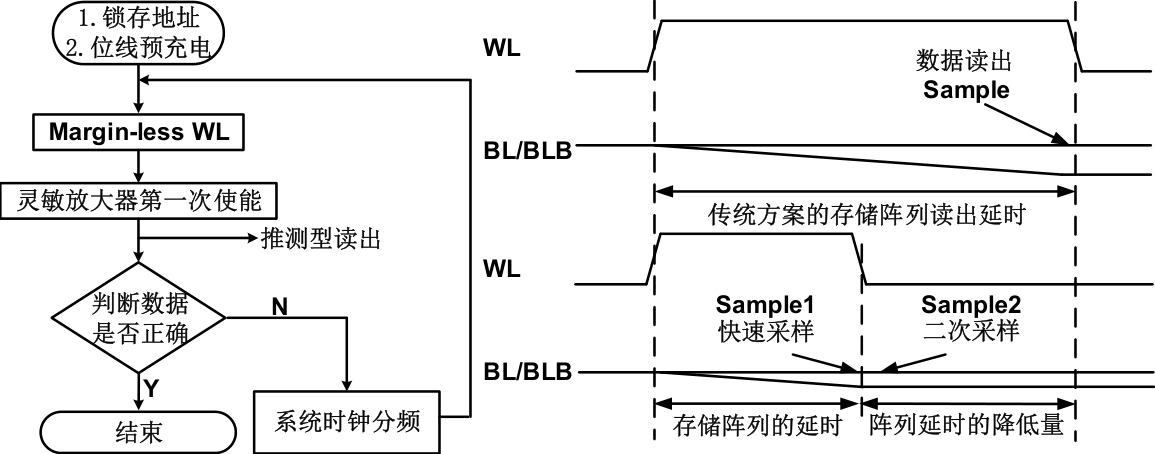 1. 锁存地址
2. 位线预充电
Margin-less WL
灵敏放大器第一次使能
推测型读出
判断数据
是否正确
N
Y
系统时钟分频
结束
WL
数据读出
Sample
BL/BLB
传统方案的存储阵列读出延时
WL
Sample1
快速采样
Sample2
二次采样
BL/BLB
存储阵列的延时
阵列延时的降低量